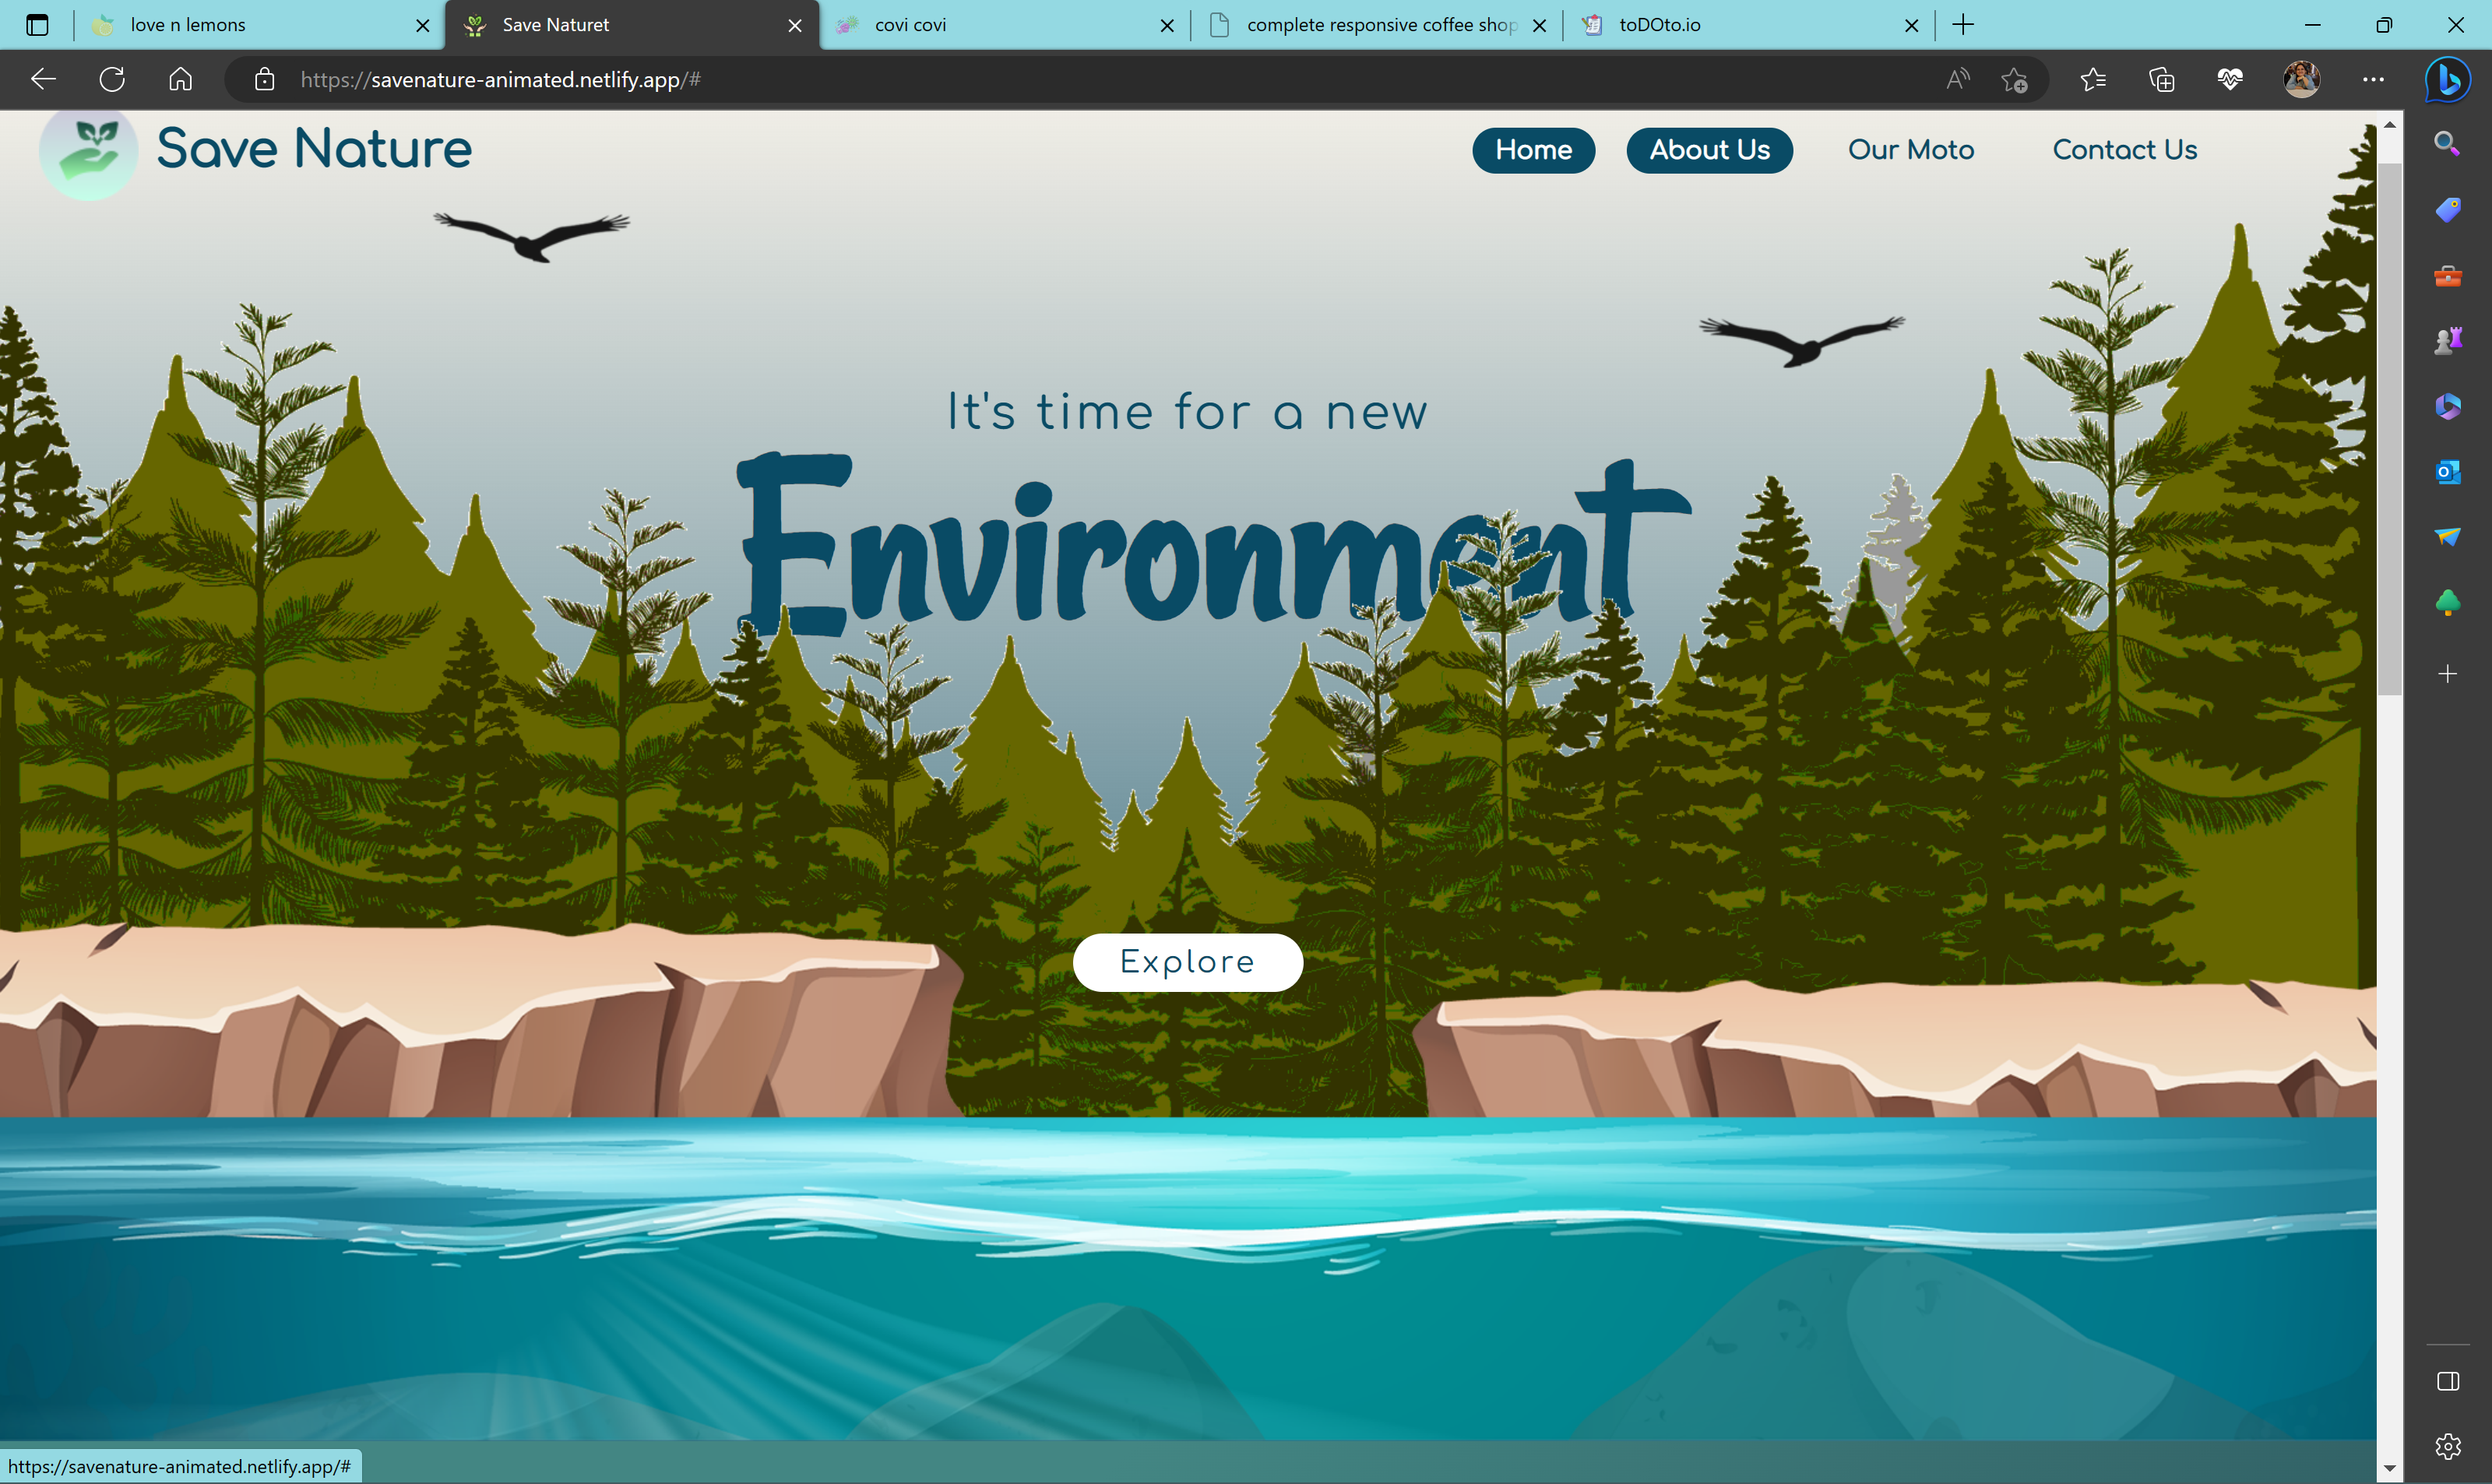 love n lemons
Save Naturet
covi covi
complete responsive coffee shop
toDOto.io
https://savenature-animated.netlify.app/#
Save Nature
Home
About Us
Our Moto
Contact Us
It's time for a new
Environment
Explore
https://savenature-animated.netlify.app/#